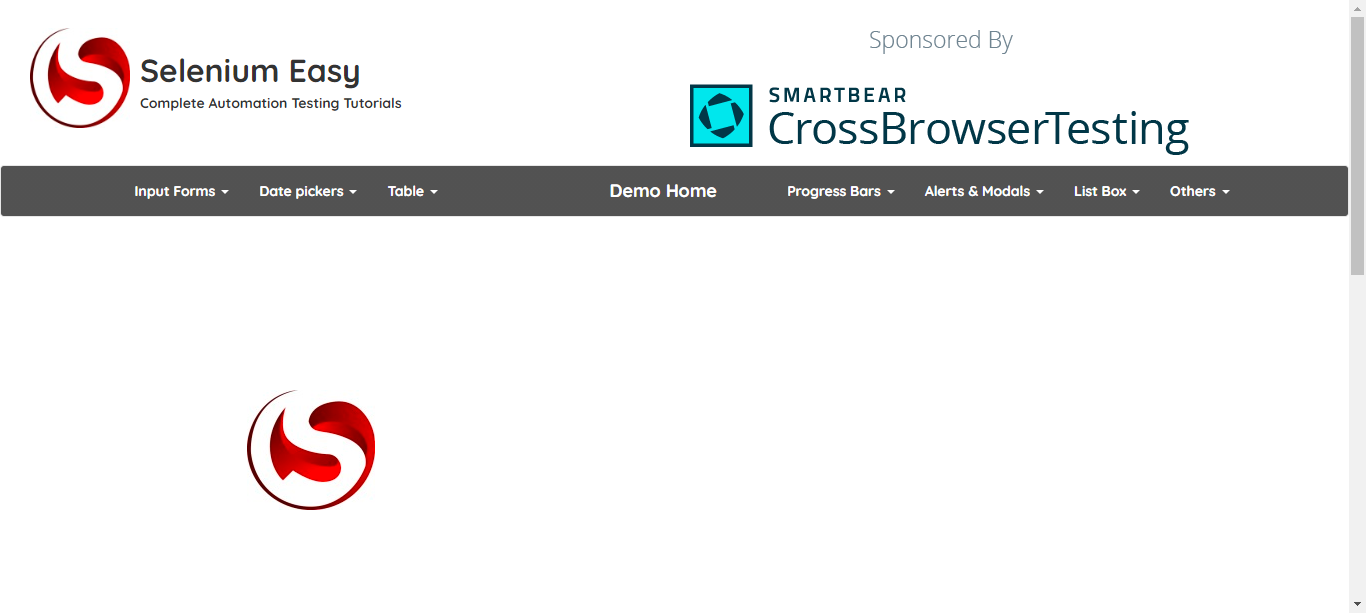 Selenium Easy
Complete Automation Testing Tutorials
Sponsored By
SMARTBEAR
CrossBrowserTesting
Input Forms
Date pickers
Table
Demo Home
Progress Bars
Alerts & Modals
List Box
Others